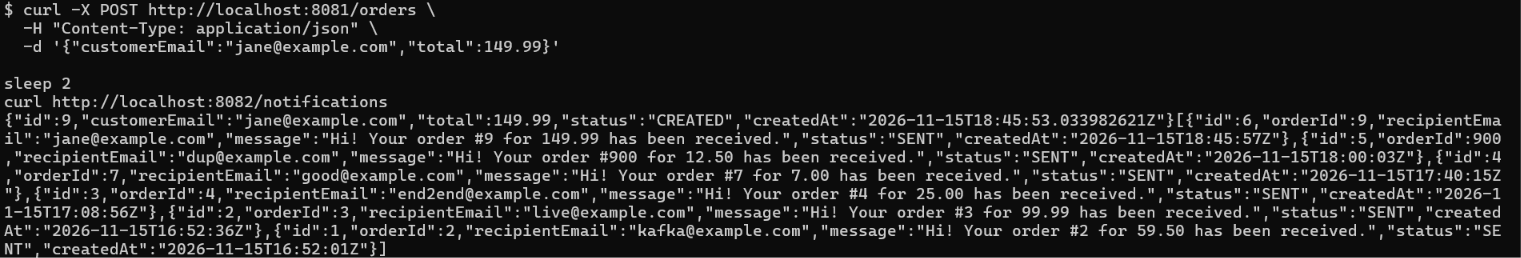 $ curl -X POST http://localhost:8081/orders \
  -H "Content-Type: application/json" \
  -d '{"customerEmail":"jane@example.com","total":149.99}'

sleep 2
curl http://localhost:8082/notifications
{"id":9,"customerEmail":"jane@example.com","total":149.99,"status":"CREATED","createdAt":"2026-11-15T18:45:53.033982621Z"}[{"id":6,"orderId":9,"recipientEma
il":"jane@example.com","message":"Hi! Your order #9 for 149.99 has been received.","status":"SENT","createdAt":"2026-11-15T18:45:57Z"},{"id":5,"orderId":900
,"recipientEmail":"dup@example.com","message":"Hi! Your order #900 for 12.50 has been received.","status":"SENT","createdAt":"2026-11-15T18:00:03Z"},{"id":4
,"orderId":7,"recipientEmail":"good@example.com","message":"Hi! Your order #7 for 7.00 has been received.","status":"SENT","createdAt":"2026-11-15T17:40:15Z
"},{"id":3,"orderId":4,"recipientEmail":"end2end@example.com","message":"Hi! Your order #4 for 25.00 has been received.","status":"SENT","createdAt":"2026-1
1-15T17:08:56Z"},{"id":2,"orderId":3,"recipientEmail":"live@example.com","message":"Hi! Your order #3 for 99.99 has been received.","status":"SENT","created
At":"2026-11-15T16:52:36Z"},{"id":1,"orderId":2,"recipientEmail":"kafka@example.com","message":"Hi! Your order #2 for 59.50 has been received.","status":"SE
NT","createdAt":"2026-11-15T16:52:01Z"}]